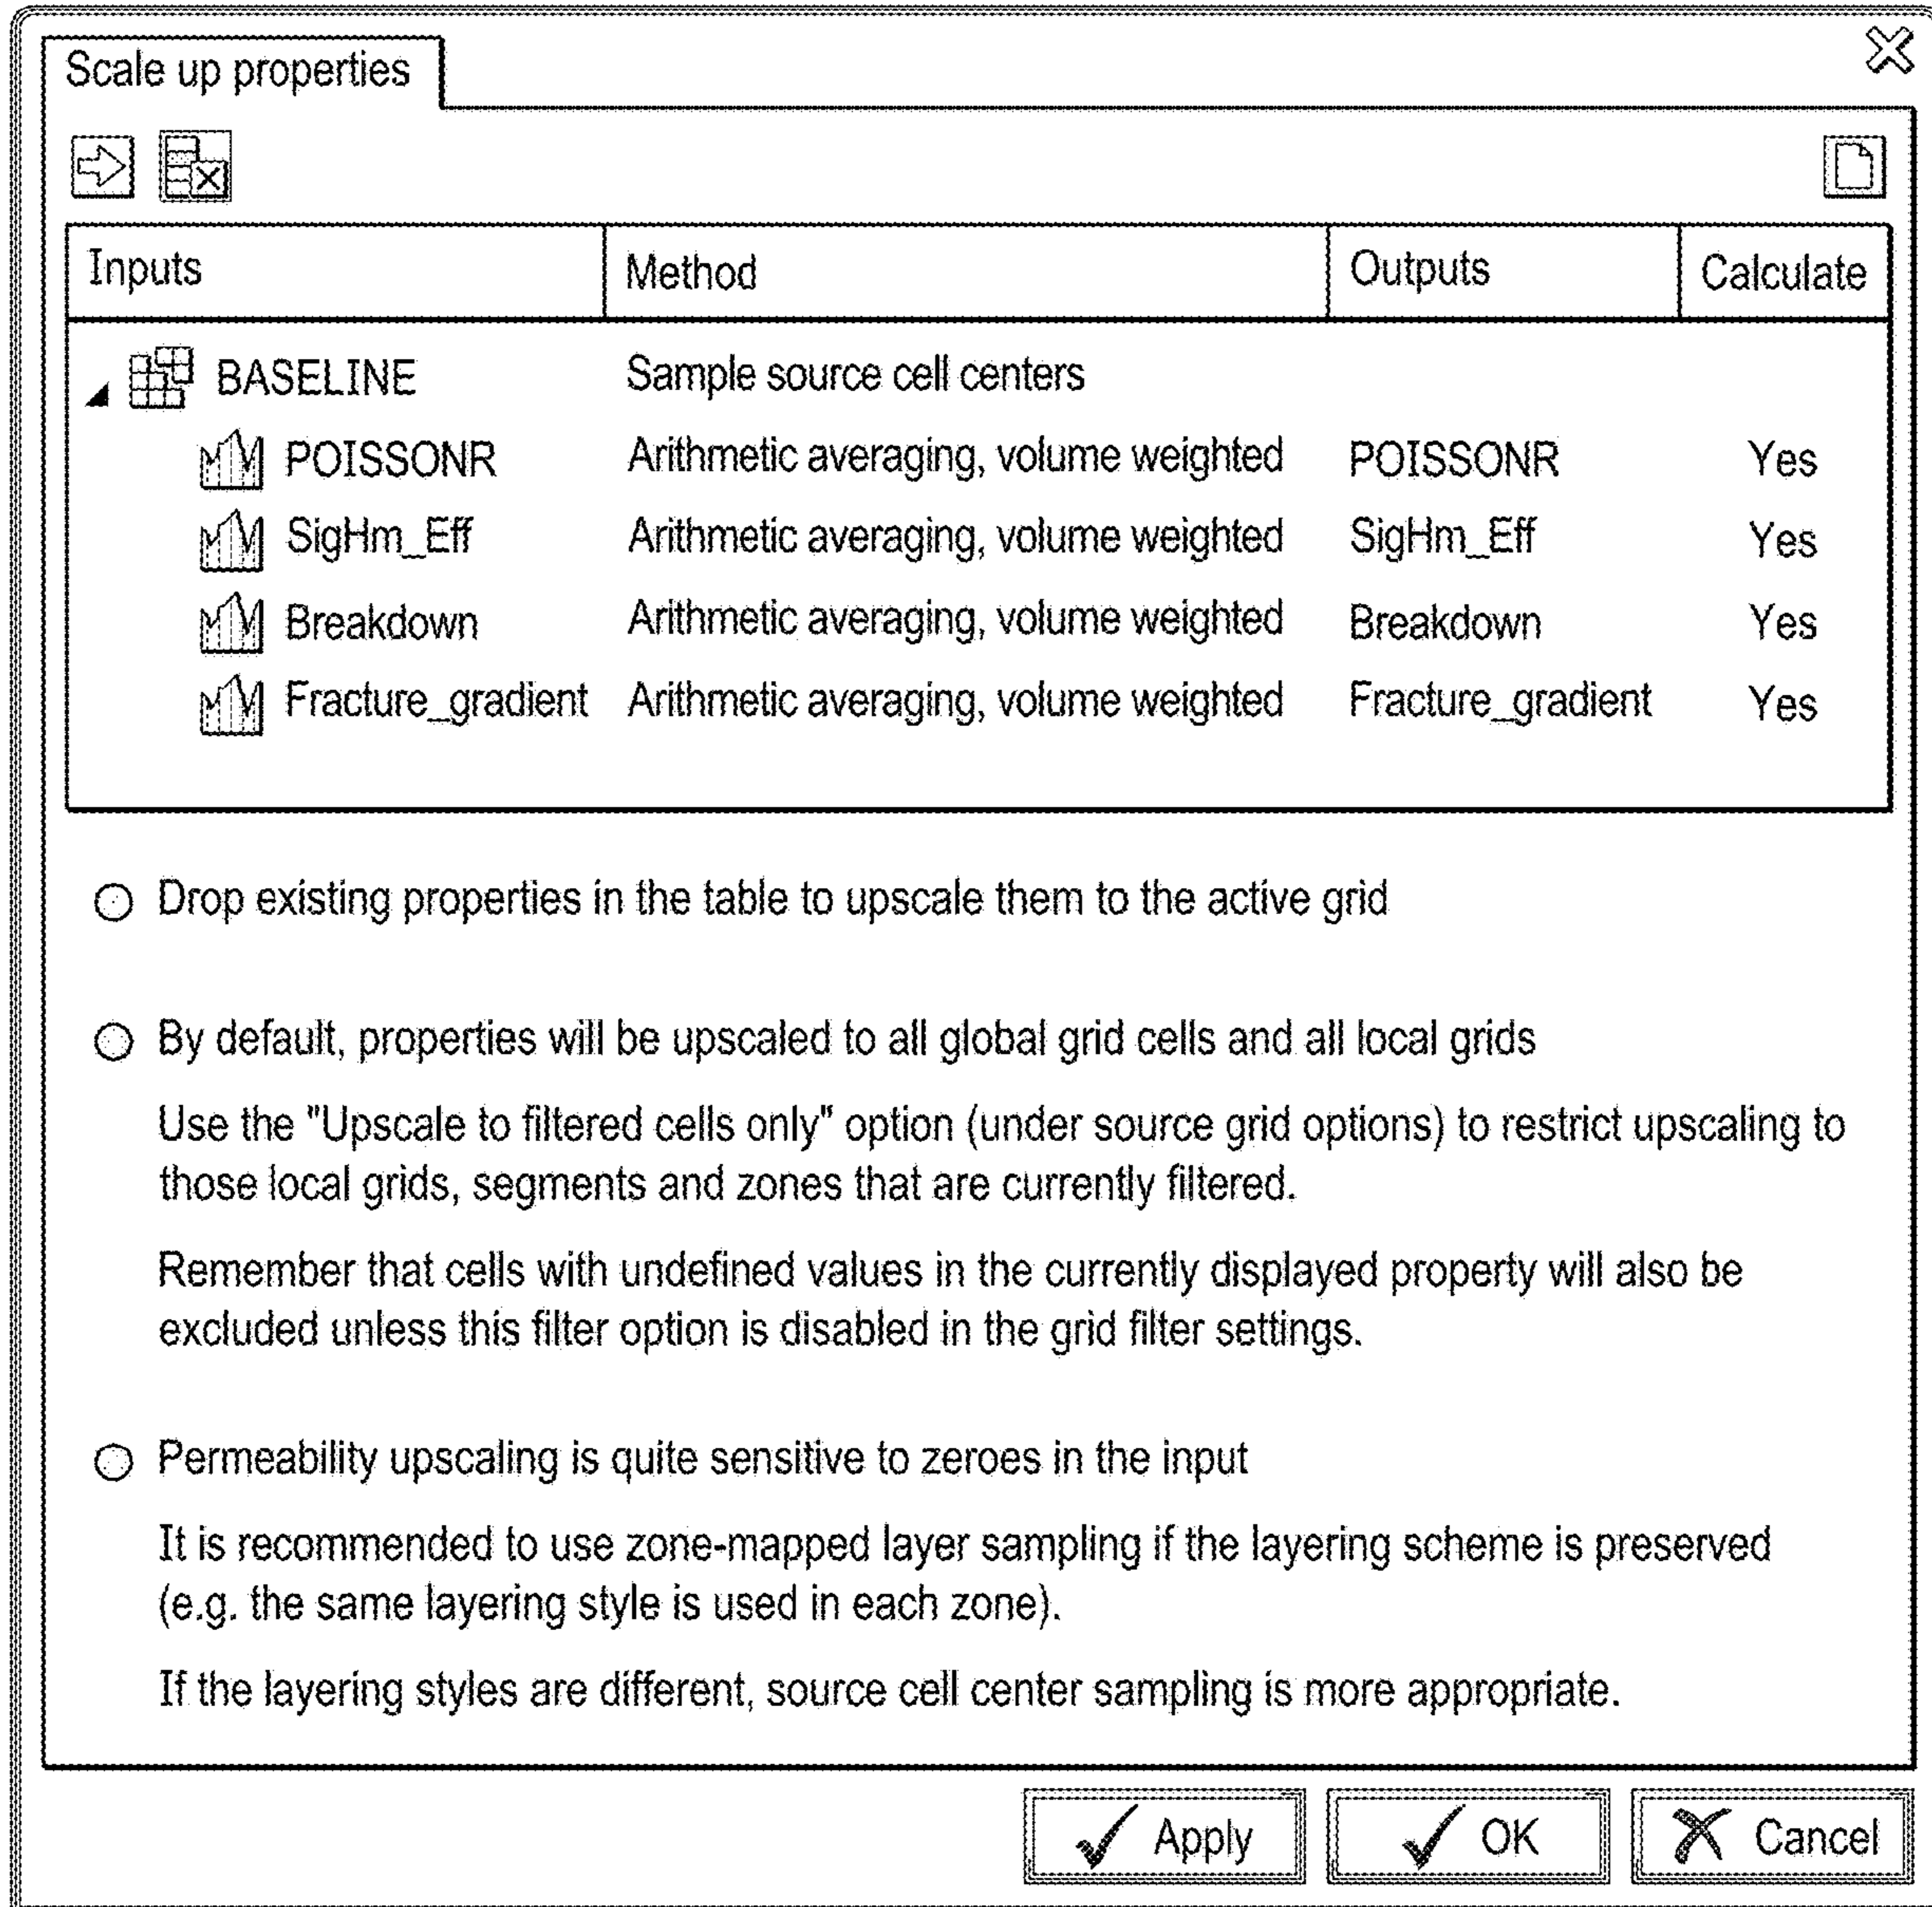 Scale up properties
Inputs Method Outputs Calculate
BASELINE Sample source cell centers
POISSONR Arithmetic averaging, volume weighted POISSONR Yes
SigHm_Eff Arithmetic averaging, volume weighted SigHm_Eff Yes
Breakdown Arithmetic averaging, volume weighted Breakdown Yes
Fracture_gradient Arithmetic averaging, volume weighted Fracture_gradient Yes
Drop existing properties in the table to upscale them to the active grid
By default, properties will be upscaled to all global grid cells and all local grids
Use the "Upscale to filtered cells only" option (under source grid options) to restrict upscaling to
those local grids, segments and zones that are currently filtered.
Remember that cells with undefined values in the currently displayed property will also be
excluded unless this filter option is disabled in the grid filter settings.
Permeability upscaling is quite sensitive to zeroes in the input
It is recommended to use zone-mapped layer sampling if the layering scheme is preserved
(e.g. the same layering style is used in each zone).
If the layering styles are different, source cell center sampling is more appropriate.
Apply OK Cancel